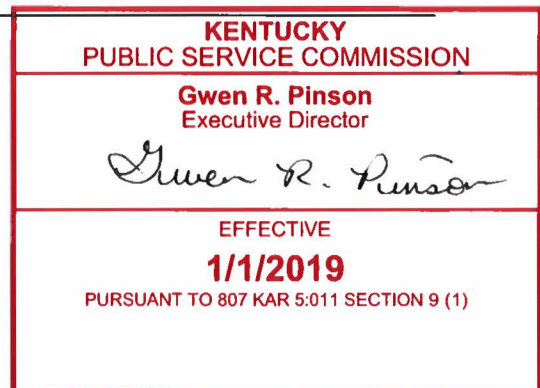 KENTUCKY
PUBLIC SERVICE COMMISSION
Gwen R. Pinson
Executive Director
Gwen R. Pinson
EFFECTIVE
1/1/2019
PURSUANT TO 807 KAR 5:011 SECTION 9 (1)